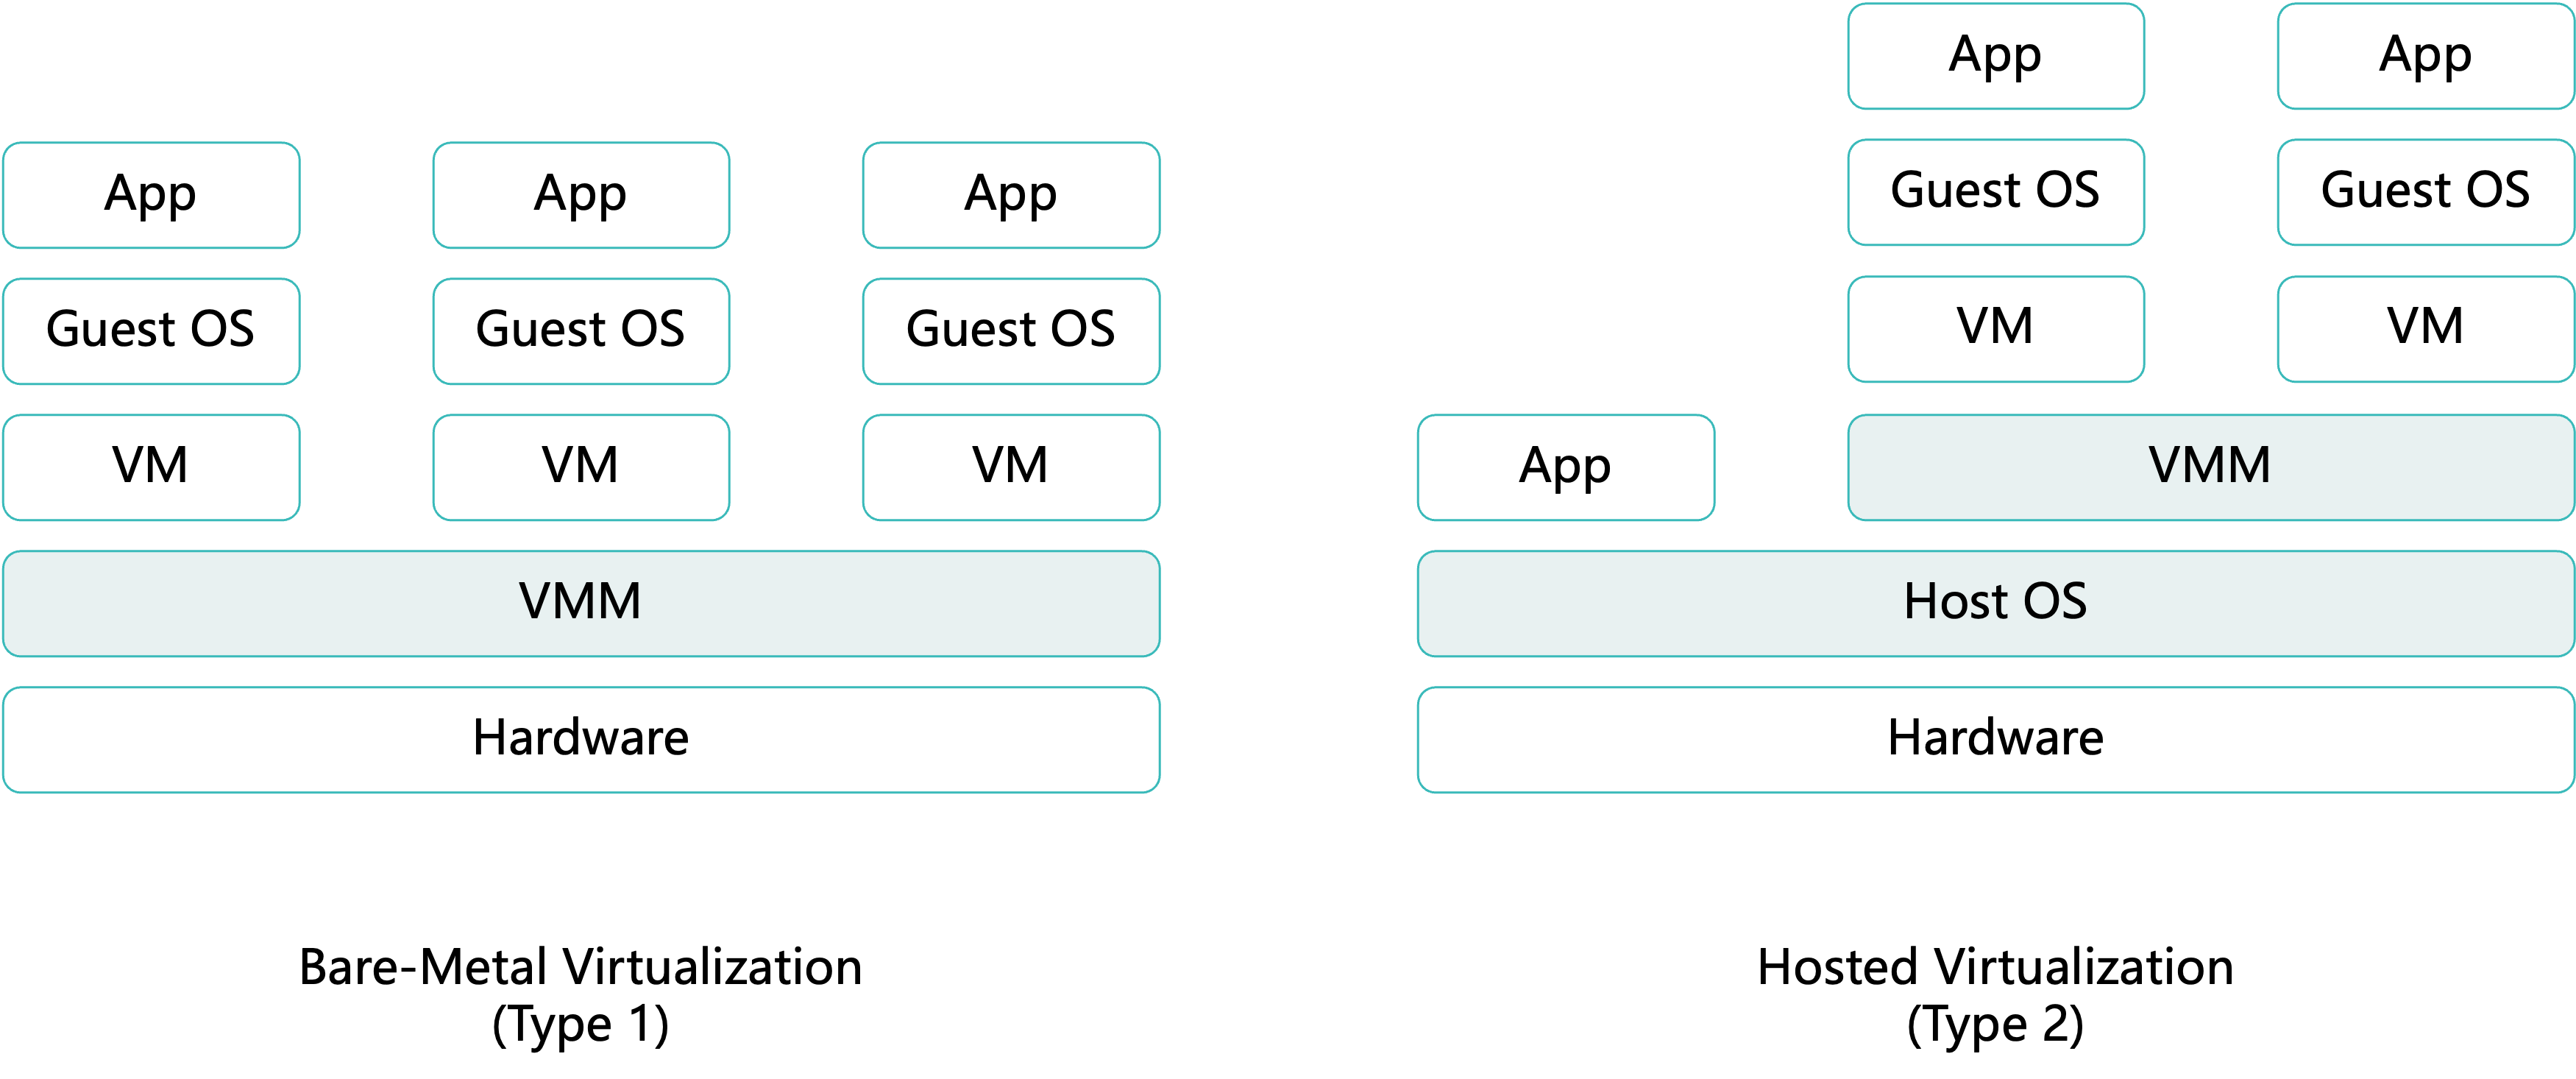 App
App
App
Guest OS
Guest OS
Guest OS
VM
VM
VM
VMM
Hardware
Bare-Metal Virtualization
(Type 1)
App
App
Guest OS
Guest OS
VM
VM
App
VMM
Host OS
Hardware
Hosted Virtualization
(Type 2)